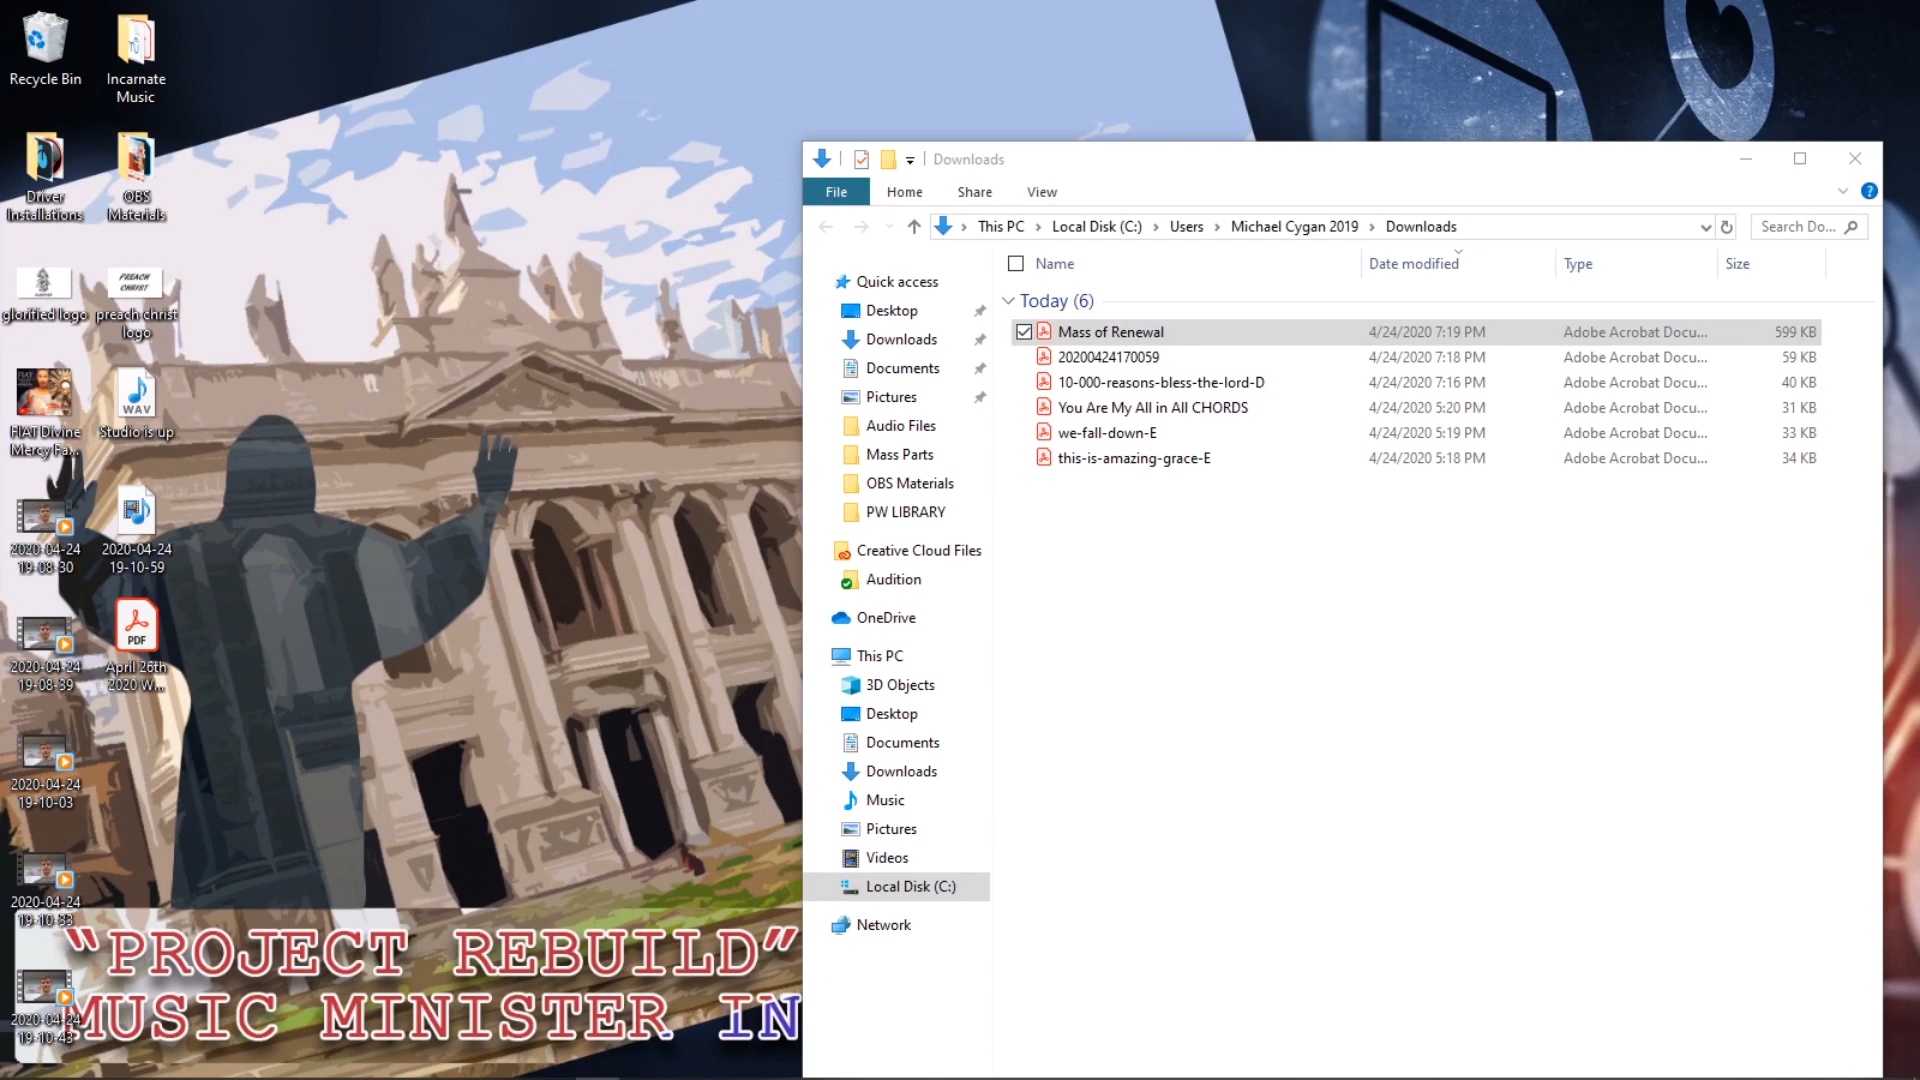 Recycle Bin
Incarnate
Music
Driver
Installations
OBS
Materials
glorified logo
PREACH
CHRIST
preach christ
logo
FIAT
FIAT Divine
Mercy Fa...
WAV
Studio is up
2020-04-24
19-08-30
2020-04-24
19-10-59
2020-04-24
19-08-39
PDF
April 26th
2020 W...
2020-04-24
19-10-03
2020-04-24
19-10-33
2020-04-24
19-10-43
“PROJECT REBUILD”
MUSIC MINISTER IN
Downloads
File Home Share View
This PC Local Disk (C:) Users Michael Cygan 2019 Downloads
Search Do...
Name Date modified Type Size
Today (6)
Mass of Renewal 4/24/2020 7:19 PM Adobe Acrobat Docu... 599 KB
20200424170059 4/24/2020 7:18 PM Adobe Acrobat Docu... 59 KB
10-000-reasons-bless-the-lord-D 4/24/2020 7:16 PM Adobe Acrobat Docu... 40 KB
You Are My All in All CHORDS 4/24/2020 5:20 PM Adobe Acrobat Docu... 31 KB
we-fall-down-E 4/24/2020 5:19 PM Adobe Acrobat Docu... 33 KB
this-is-amazing-grace-E 4/24/2020 5:18 PM Adobe Acrobat Docu... 34 KB
Quick access
Desktop
Downloads
Documents
Pictures
Audio Files
Mass Parts
OBS Materials
PW LIBRARY
Creative Cloud Files
Audition
OneDrive
This PC
3D Objects
Desktop
Documents
Downloads
Music
Pictures
Videos
Local Disk (C:)
Network